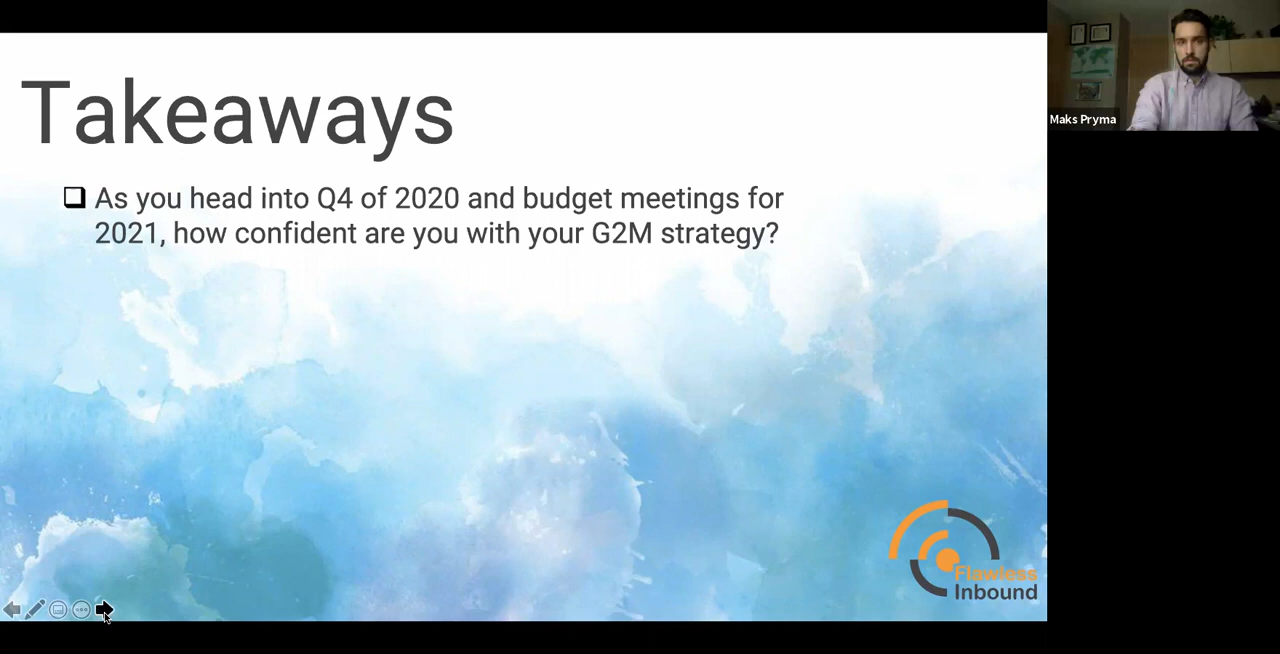 Takeaways
As you head into Q4 of 2020 and budget meetings for
2021, how confident are you with your G2M strategy?
Maks Pryma
Flawless
Inbound